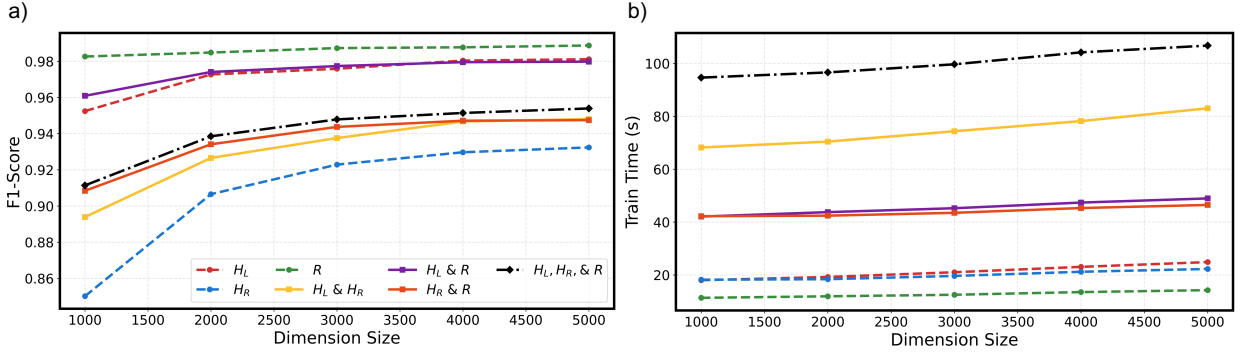 a)
F1-Score
0.98
0.96
0.94
0.92
0.90
0.88
0.86
H_L
R
H_L & R
H_L, H_R, & R
H_R
H_L & H_R
H_R & R
1000 1500 2000 2500 3000 3500 4000 4500 5000
Dimension Size
b)
Train Time (s)
100
80
60
40
20
1000 1500 2000 2500 3000 3500 4000 4500 5000
Dimension Size